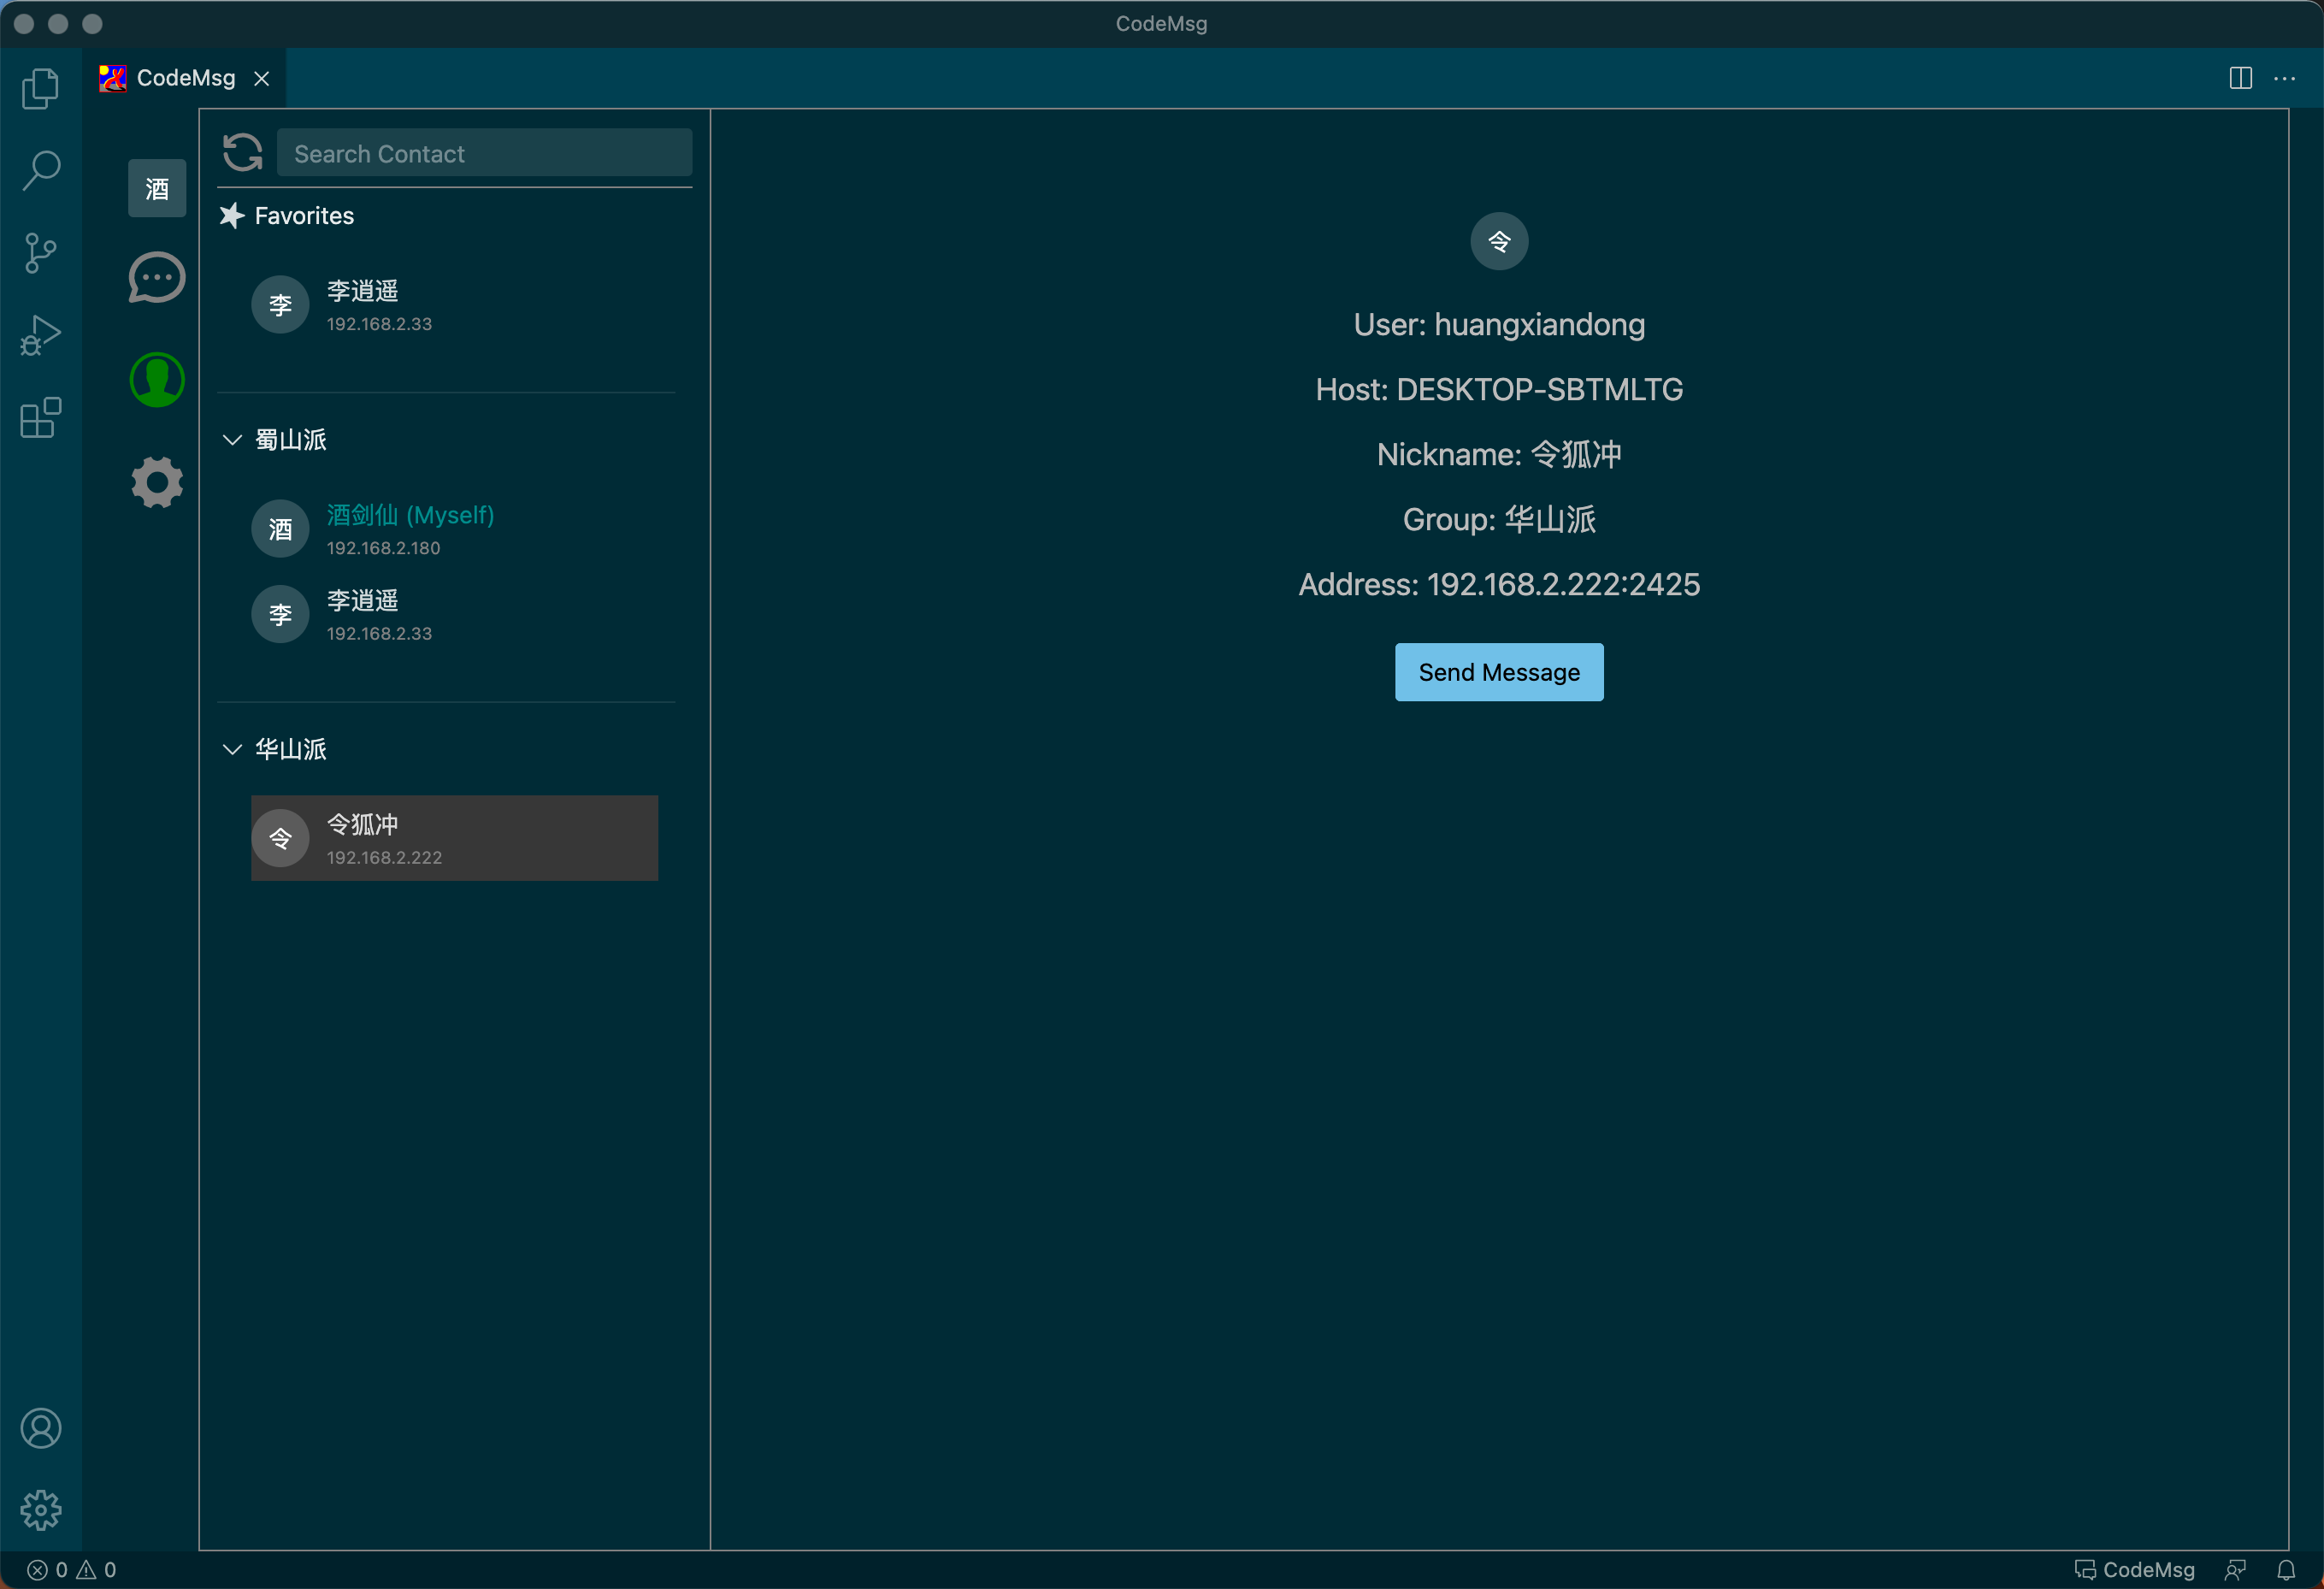 CodeMsg
CodeMsg
酒
Search Contact
Favorites
李
李逍遥
192.168.2.33
蜀山派
酒
酒剑仙 (Myself)
192.168.2.180
李
李逍遥
192.168.2.33
华山派
令
令狐冲
192.168.2.222
令
User: huangxiandong
Host: DESKTOP-SBTMLTG
Nickname: 令狐冲
Group: 华山派
Address: 192.168.2.222:2425
Send Message
0 0
CodeMsg